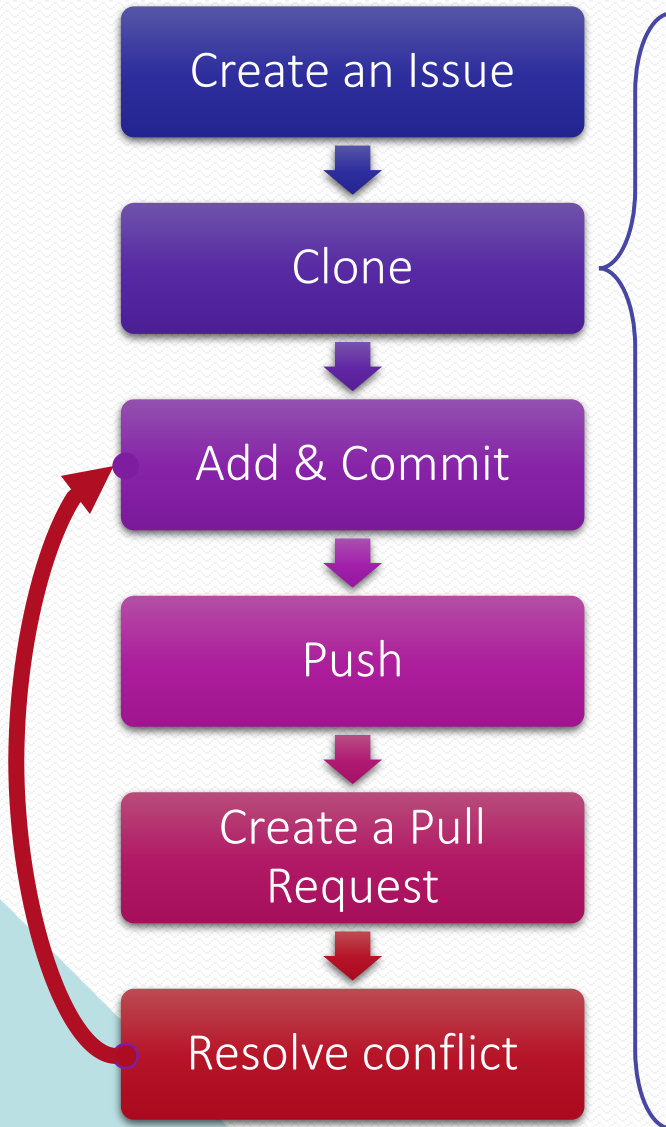 Create an Issue
Clone
Add & Commit
Push
Create a Pull
Request
Resolve conflict